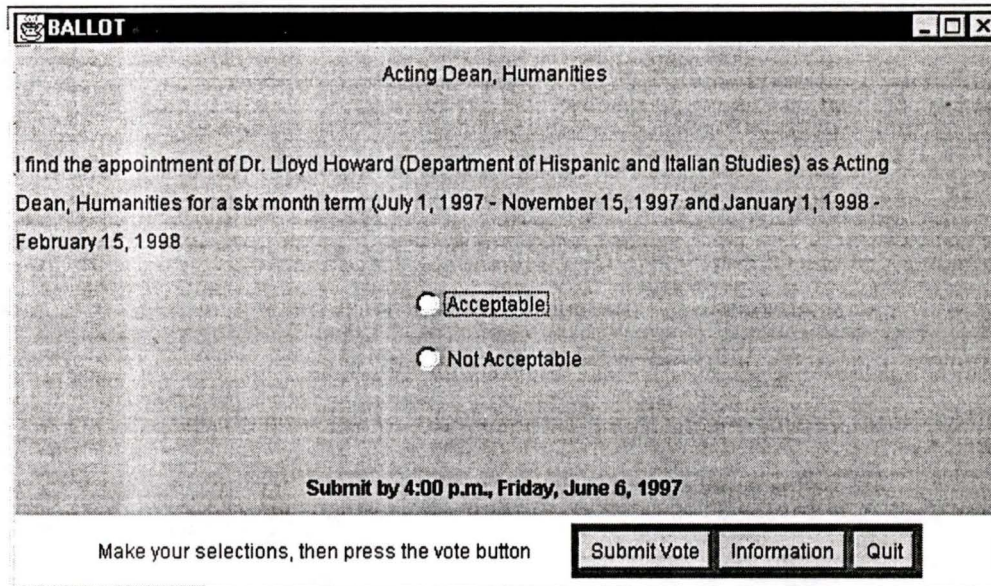 BALLOT
Acting Dean, Humanities
I find the appointment of Dr. Lloyd Howard (Department of Hispanic and Italian Studies) as Acting
Dean, Humanities for a six month term (July 1, 1997 - November 15, 1997 and January 1, 1998 -
February 15, 1998
Acceptable
Not Acceptable
Submit by 4:00 p.m., Friday, June 6, 1997
Make your selections, then press the vote button
Submit Vote Information Quit